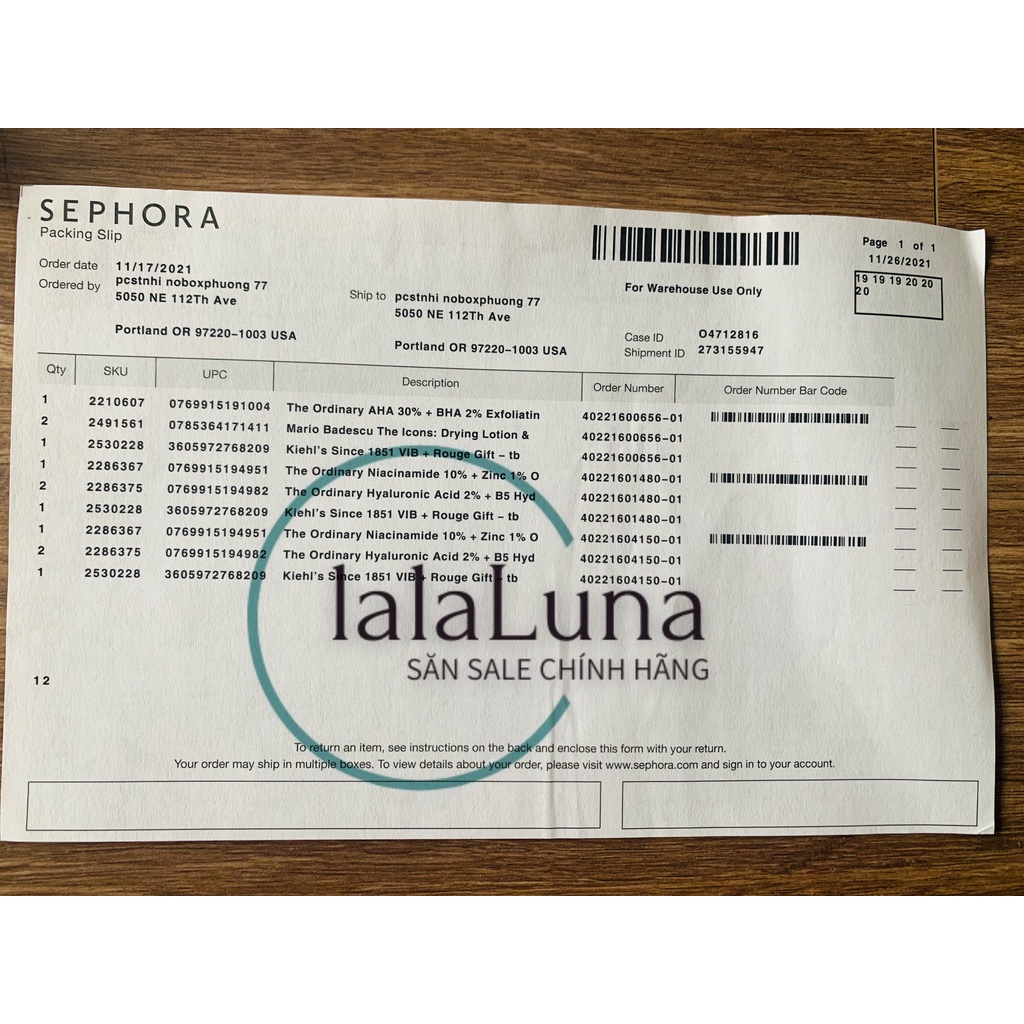 SEPHORA
Packing Slip
Page 1 of 1
11/26/2021
19 19 19 20 20
20
Order date 11/17/2021
Ordered by pcstnhi noboxphuong 77
5050 NE 112Th Ave
Portland OR 97220-1003 USA
Ship to pcstnhi noboxphuong 77
5050 NE 112Th Ave
Portland OR 97220-1003 USA
For Warehouse Use Only
Case ID O4712816
Shipment ID 273155947
Qty SKU UPC Description Order Number Order Number Bar Code
1 2210607 0769915191004 The Ordinary AHA 30% + BHA 2% Exfoliatin 40221600656-01
2 2491561 0785364171411 Mario Badescu The Icons: Drying Lotion & 40221600656-01
1 2530228 3605972768209 Kiehl's Since 1851 VIB + Rouge Gift - tb 40221600656-01
1 2286367 0769915194951 The Ordinary Niacinamide 10% + Zinc 1% O 40221601480-01
2 2286375 0769915194982 The Ordinary Hyaluronic Acid 2% + B5 Hyd 40221601480-01
1 2530228 3605972768209 Kiehl's Since 1851 VIB + Rouge Gift - tb 40221601480-01
1 2286367 0769915194951 The Ordinary Niacinamide 10% + Zinc 1% O 40221604150-01
2 2286375 0769915194982 The Ordinary Hyaluronic Acid 2% + B5 Hyd 40221604150-01
1 2530228 3605972768209 Kiehl's Since 1851 VIB + Rouge Gift - tb 40221604150-01
lalaLuna
SĂN SALE CHÍNH HÃNG
12
To return an item, see instructions on the back and enclose this form with your return.
Your order may ship in multiple boxes. To view details about your order, please visit www.sephora.com and sign in to your account.